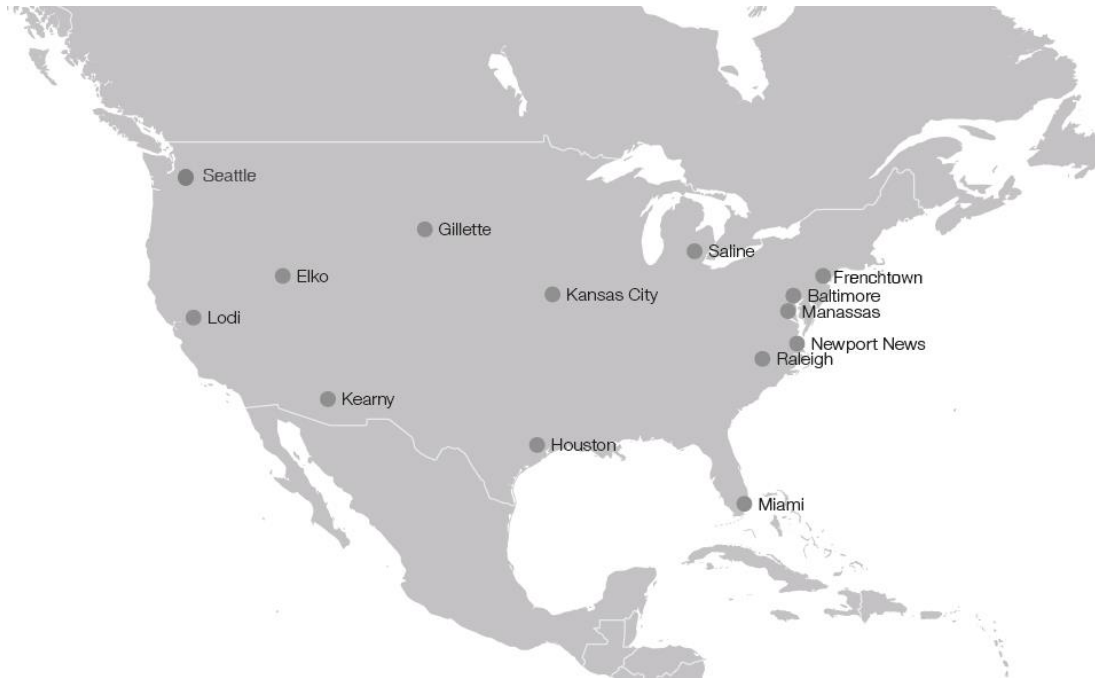 Seattle
Gillette
Saline
Elko
Frenchtown
Kansas City
Baltimore
Manassas
Lodi
Newport News
Raleigh
Kearny
Houston
Miami